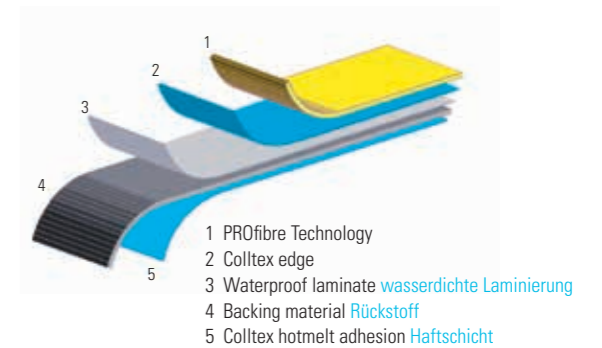 1
2
3
4
5
1 PROfibre Technology
2 Colltex edge
3 Waterproof laminate wasserdichte Laminierung
4 Backing material Rückstoff
5 Colltex hotmelt adhesion Haftschicht